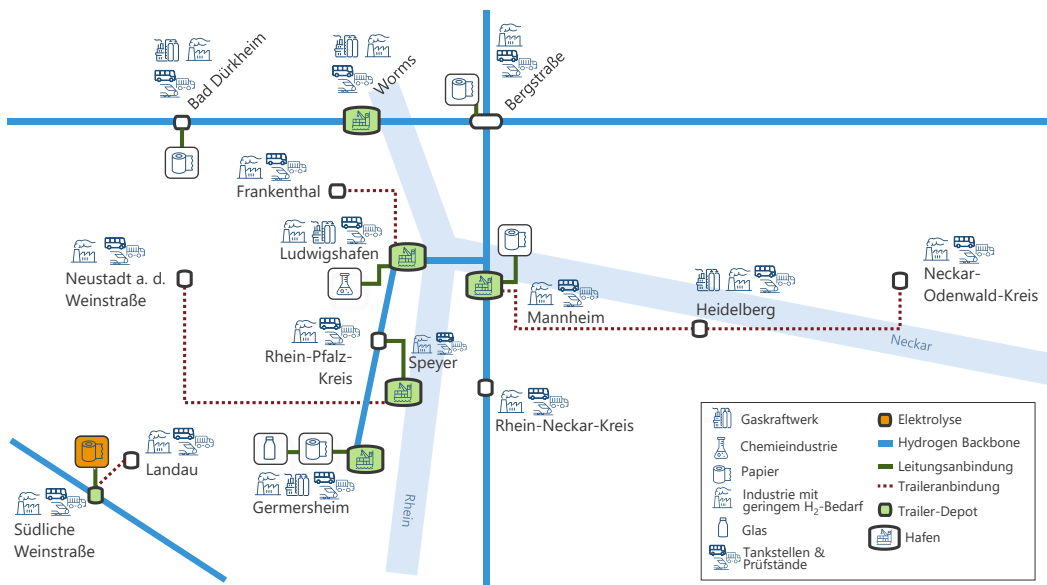 Bad Dürkheim
Worms
Bergstraße
Frankenthal
Ludwigshafen
Neustadt a. d.
Weinstraße
Mannheim
Heidelberg
Neckar-
Odenwald-Kreis
Neckar
Rhein-Pfalz-
Kreis
Speyer
Rhein-Neckar-Kreis
Landau
Germersheim
Rhein
Südliche
Weinstraße
Gaskraftwerk
Chemieindustrie
Papier
Industrie mit
geringem H₂-Bedarf
Glas
Tankstellen &
Prüfstände
Elektrolyse
Hydrogen Backbone
Leitungsanbindung
Traileranbindung
Trailer-Depot
Hafen